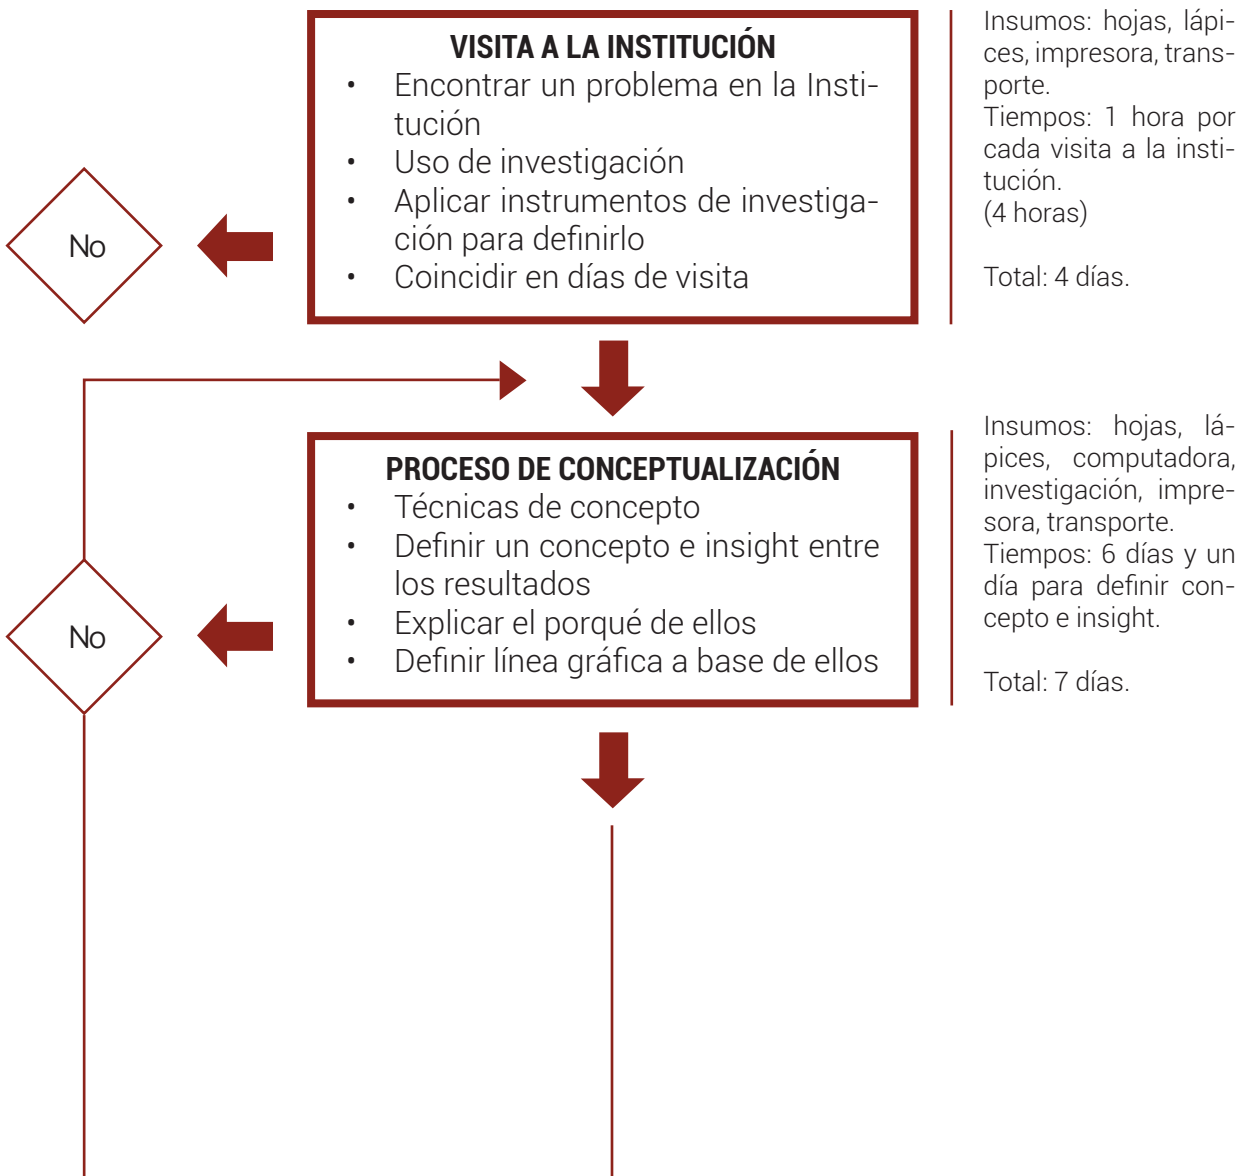 VISITA A LA INSTITUCIÓN
• Encontrar un problema en la Insti-
tución
• Uso de investigación
• Aplicar instrumentos de investiga-
ción para definirlo
• Coincidir en días de visita
Insumos: hojas, lápi-
ces, impresora, trans-
porte.
Tiempos: 1 hora por
cada visita a la insti-
tución.
(4 horas)
Total: 4 días.
No
PROCESO DE CONCEPTUALIZACIÓN
• Técnicas de concepto
• Definir un concepto e insight entre
los resultados
• Explicar el porqué de ellos
• Definir línea gráfica a base de ellos
Insumos: hojas, lá-
pices, computadora,
investigación, impre-
sora, transporte.
Tiempos: 6 días y un
día para definir con-
cepto e insight.
Total: 7 días.
No